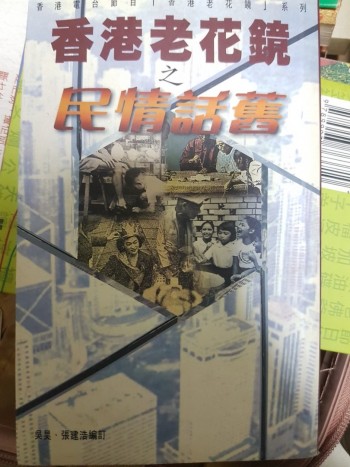 香港電台節目「香港老花鏡」系列
香港老花鏡
之
民情話舊
吳昊·張建浩編訂